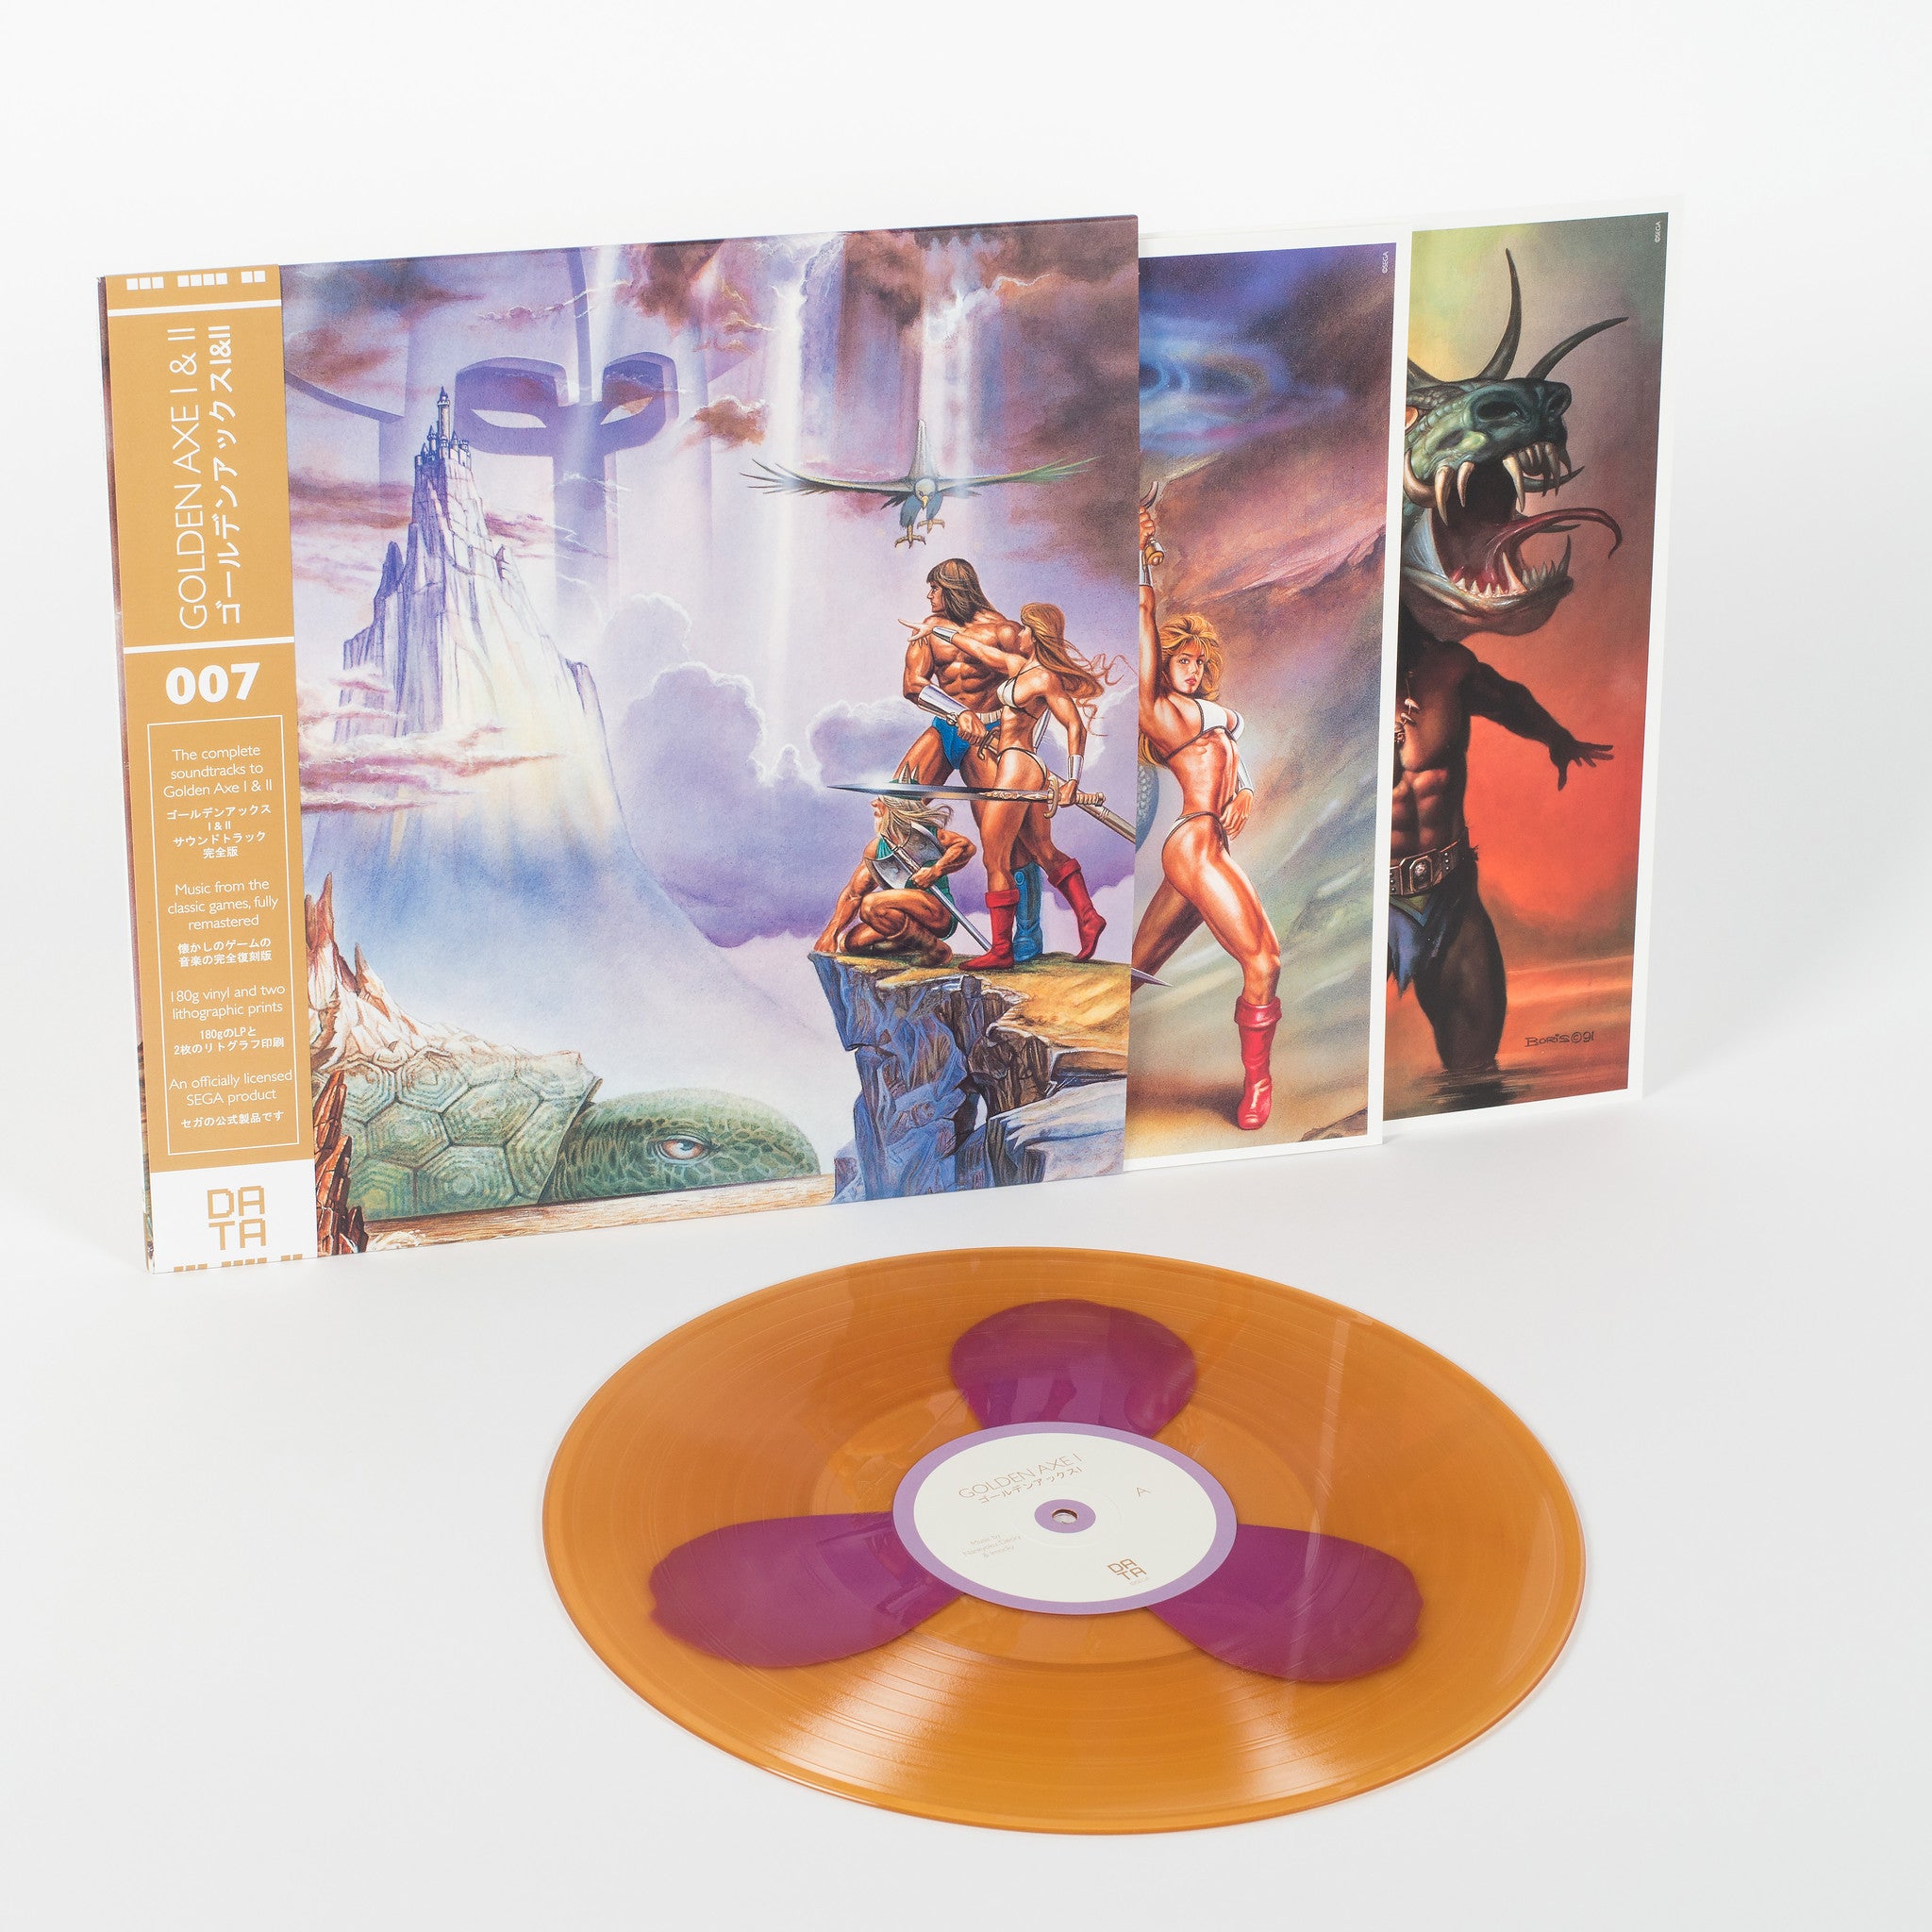 GOLDEN AXE I & II
ゴールデンアックスI&II
007
The complete
soundtracks to
Golden Axe I & II
ゴールデンアックス
I & II
サウンドトラック
完全版
Music from the
classic games, fully
remastered
懐かしのゲームの
音楽の完全復刻版
180g vinyl and two
lithographic prints
180gのLPと
2枚のリトグラフ印刷
An officially licensed
SEGA product
セガの公式製品です
DA
TA
©SEGA
©SEGA
BORIS©91
GOLDEN AXE I
ゴールデンアックスI
A
Music by
DA
TA